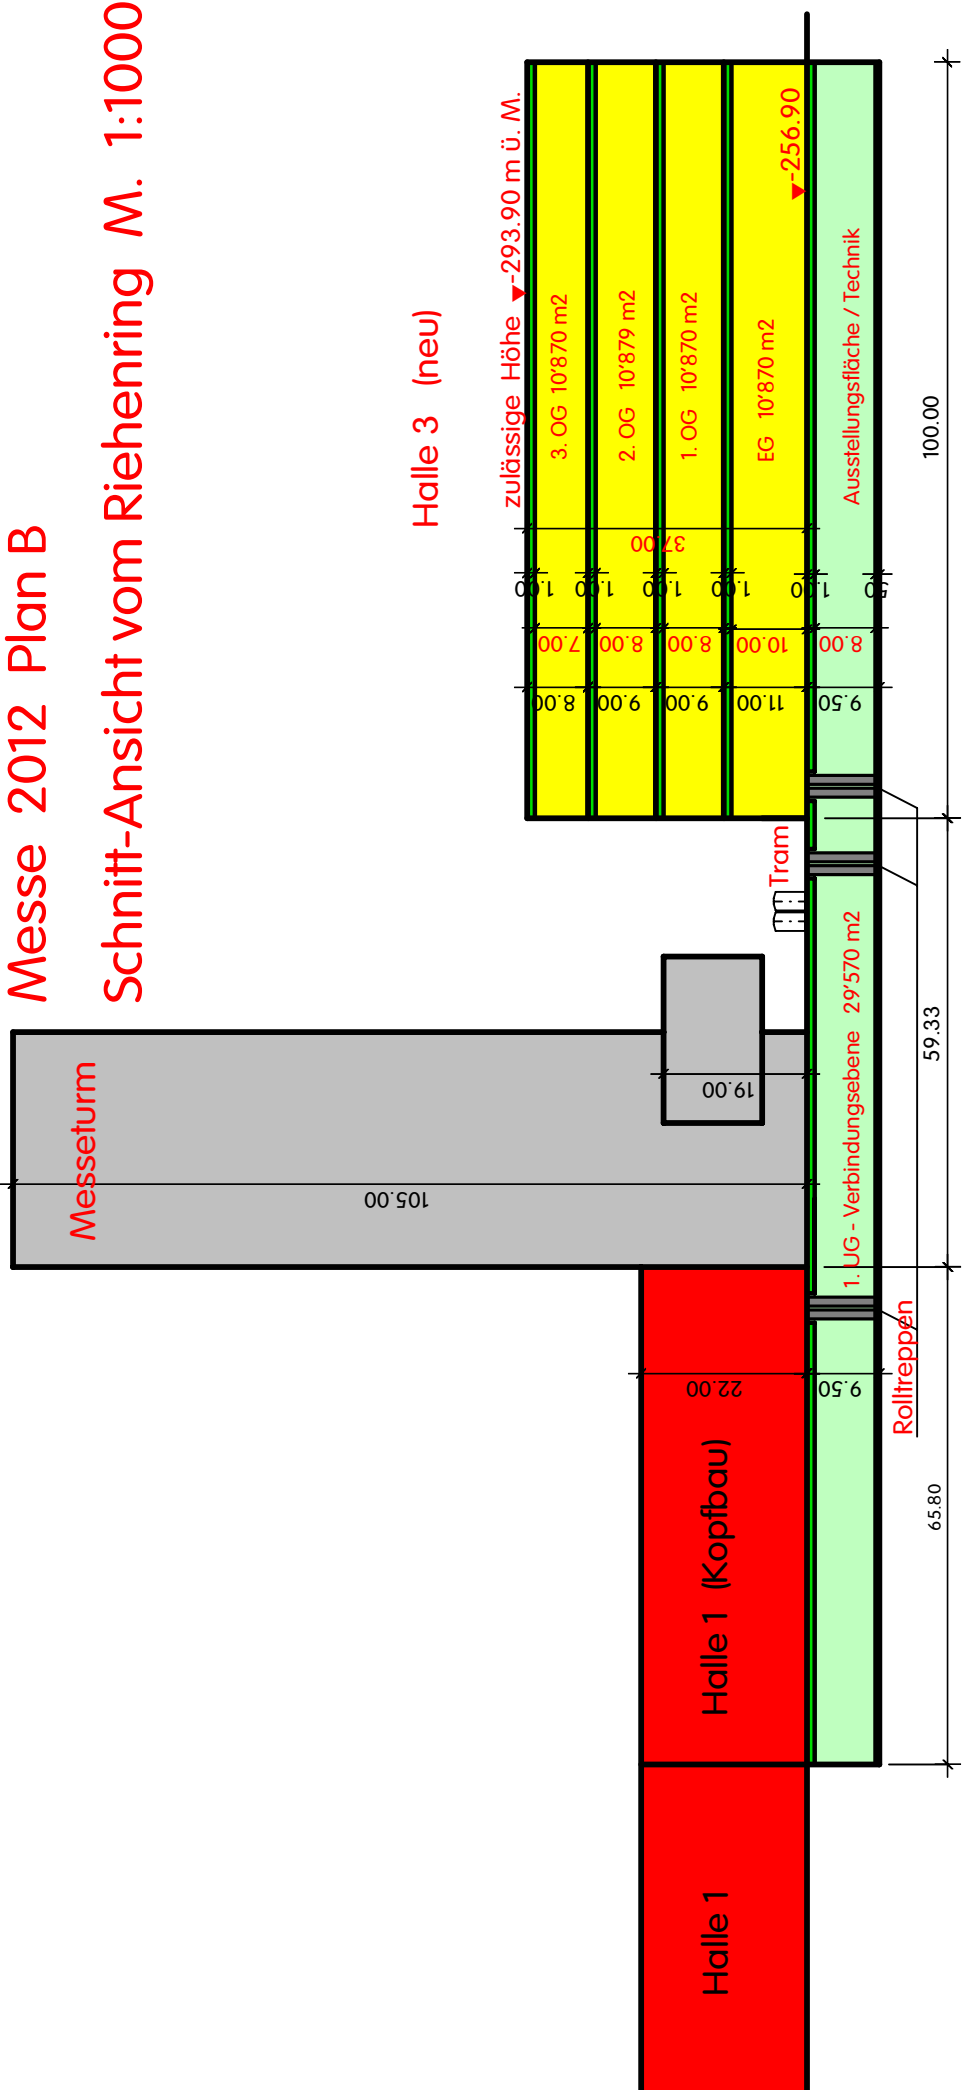 Messe 2012 Plan B
Schnitt-Ansicht vom Riehenring M. 1:1000
Messeturm
105.00
19.00
Halle 3 (neu)
zulässige Höhe -293.90 m ü. M.
3. OG 10'870 m2
2. OG 10'879 m2
1. OG 10'870 m2
EG 10'870 m2
-256.90
37.00
1.00
1.00
1.00
1.00
1.00
50
7.00
8.00
8.00
10.00
8.00
8.00
9.00
9.00
11.00
9.50
Tram
Halle 1
Halle 1 (Kopfbau)
22.00
9.50
1. UG - Verbindungsebene 29'570 m2
Ausstellungsfläche / Technik
Rolltreppen
65.80
59.33
100.00